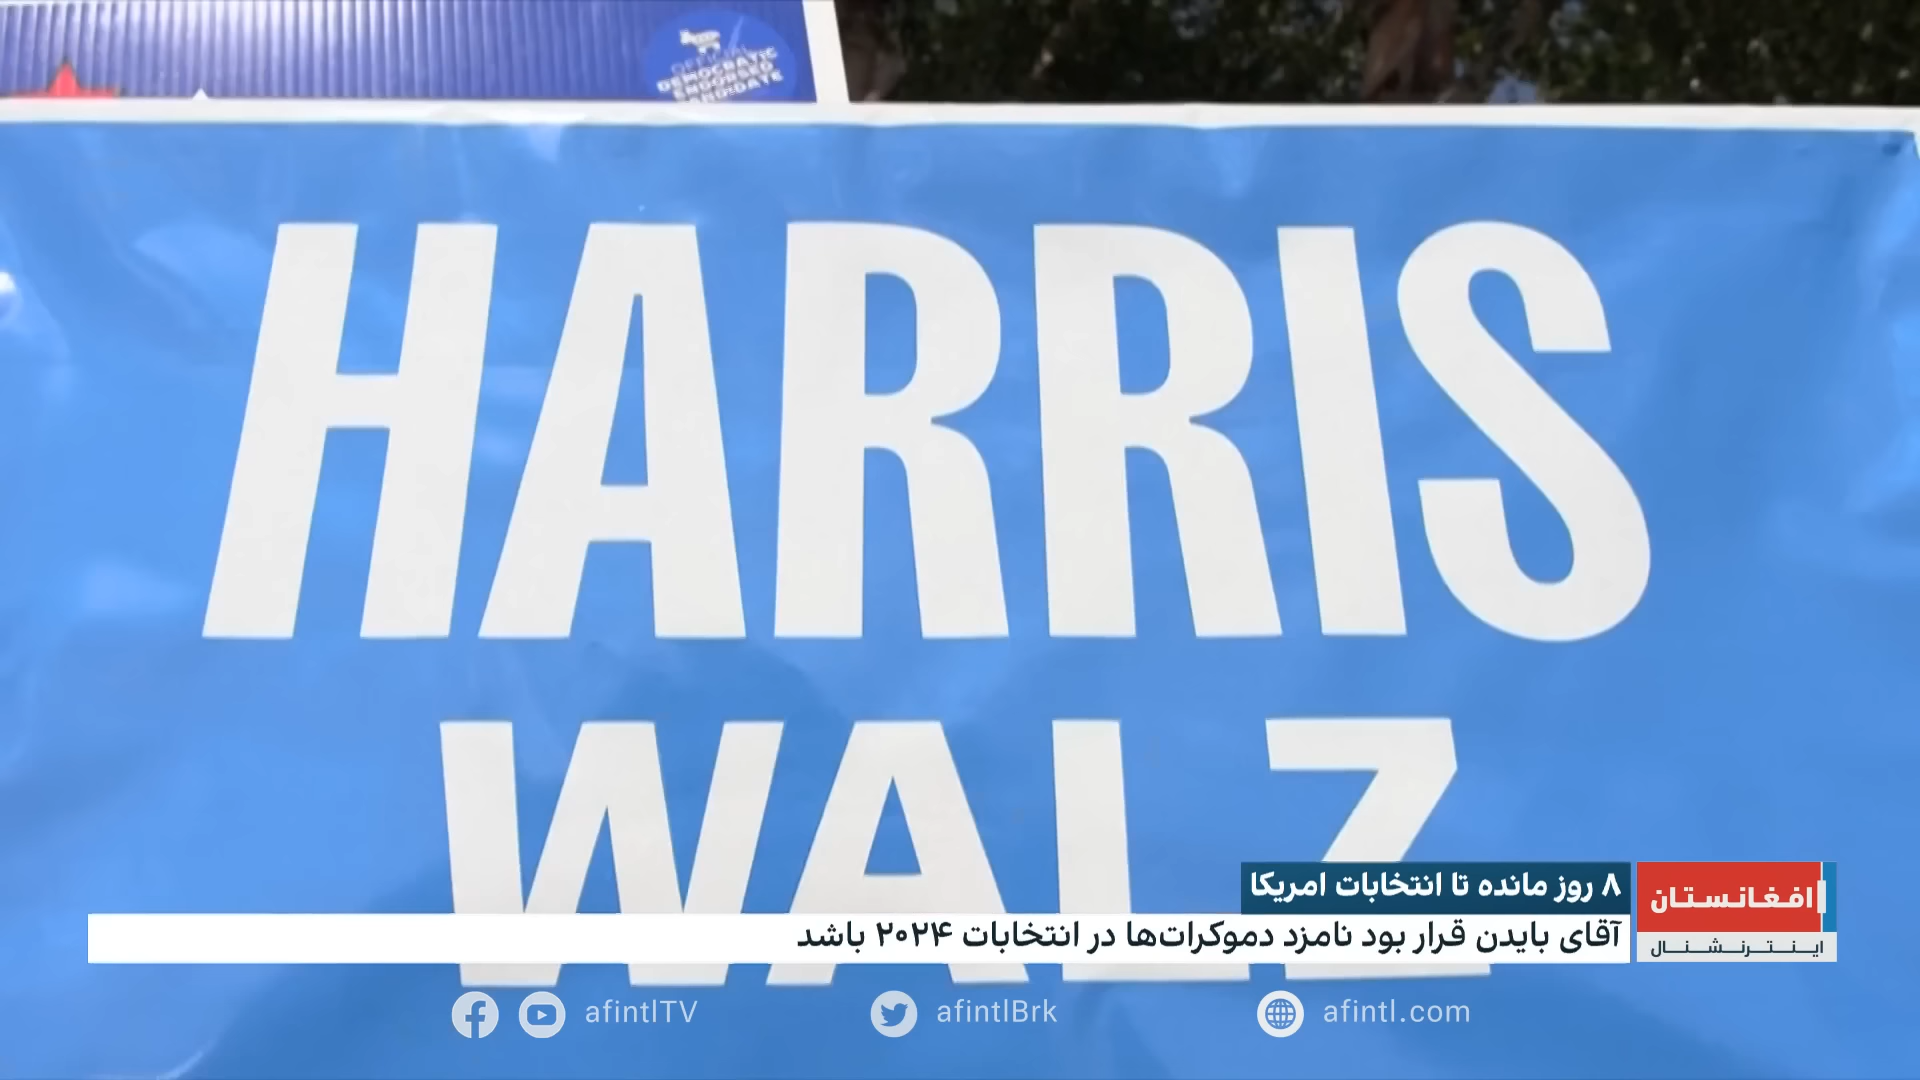 OFFICIAL
DEMOCRATIC
ENDORSED
CANDIDATE
HARRIS
WALZ
۸ روز مانده تا انتخابات امریکا
آقای بایدن قرار بود نامزد دموکرات‌ها در انتخابات ۲۰۲۴ باشد
افغانستان
اینترنشنال
afintlTV
afintlBrk
afintl.com